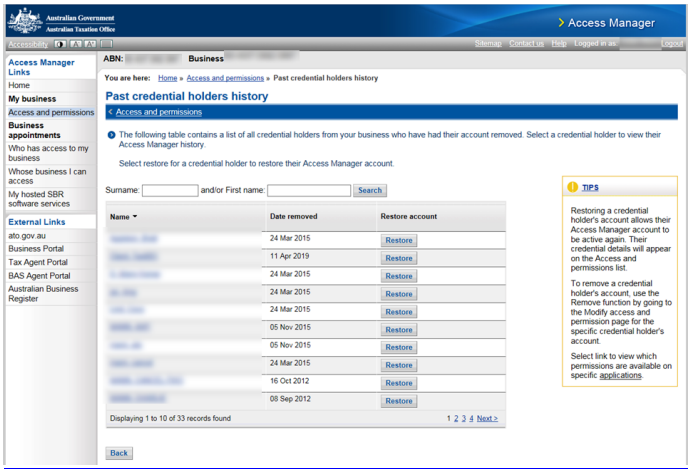 Australian Government
Australian Taxation Office
Access Manager
Accessibility
Sitemap Contact us Help Logged in as: Logout
Access Manager Links
Home
My business
Access and permissions
Business appointments
Who has access to my business
Whose business I can access
My hosted SBR software services
External Links
ato.gov.au
Business Portal
Tax Agent Portal
BAS Agent Portal
Australian Business Register
ABN: Business
You are here: Home » Access and permissions » Past credential holders history
Past credential holders history
< Access and permissions
The following table contains a list of all credential holders from your business who have had their account removed. Select a credential holder to view their
Access Manager history.
Select restore for a credential holder to restore their Access Manager account.
Surname: and/or First name: Search
Name Date removed Restore account
24 Mar 2015 Restore
11 Apr 2019 Restore
24 Mar 2015 Restore
24 Mar 2015 Restore
24 Mar 2015 Restore
05 Nov 2015 Restore
05 Nov 2015 Restore
24 Mar 2015 Restore
16 Oct 2012 Restore
08 Sep 2012 Restore
Displaying 1 to 10 of 33 records found 1 2 3 4 Next >
Back
TIPS
Restoring a credential
holder's account allows their
Access Manager account to
be active again. Their
credential details will appear
on the Access and
permissions list.
To remove a credential
holder's account, use the
Remove function by going to
the Modify access and
permission page for the
specific credential holder's
account.
Select link to view which
permissions are available on
specific applications.